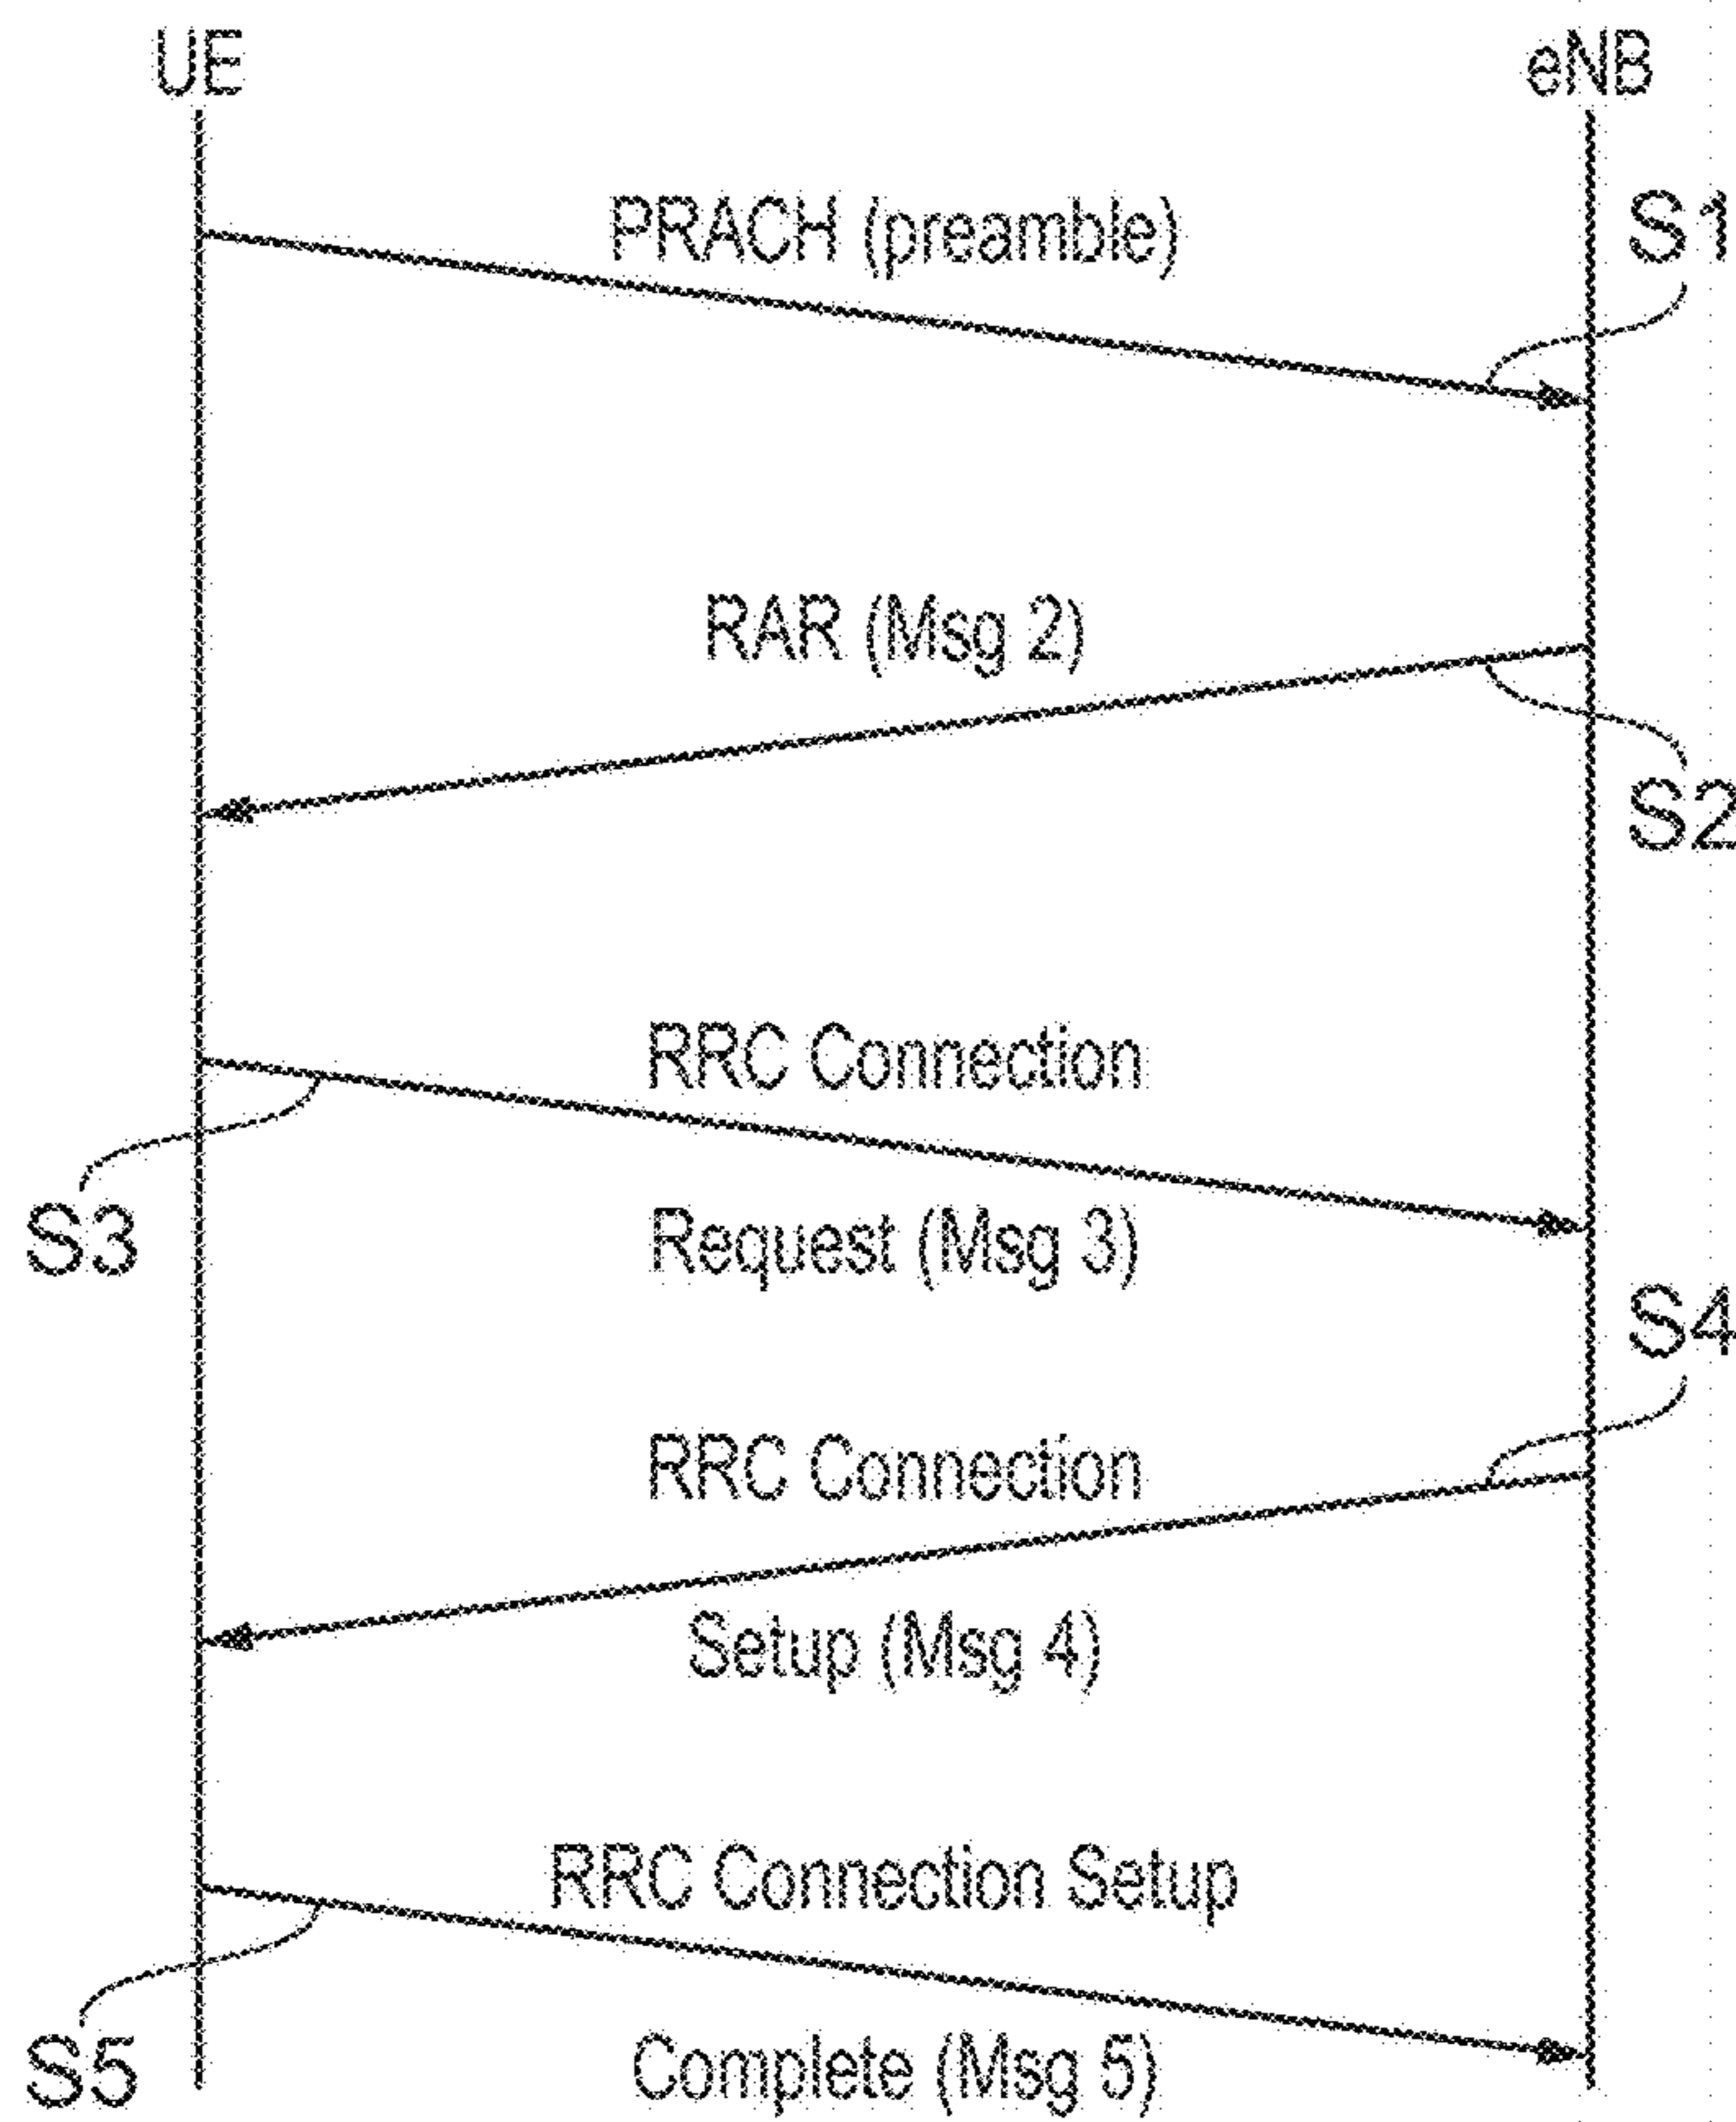 UE
eNB
PRACH (preamble)
S1
RAR (Msg 2)
S2
RRC Connection
Request (Msg 3)
S3
S4
RRC Connection
Setup (Msg 4)
RRC Connection Setup
Complete (Msg 5)
S5